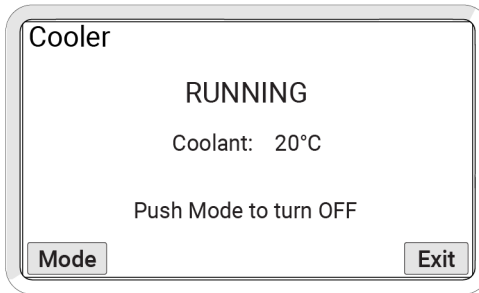 Cooler
RUNNING
Coolant: 20°C
Push Mode to turn OFF
Mode Exit